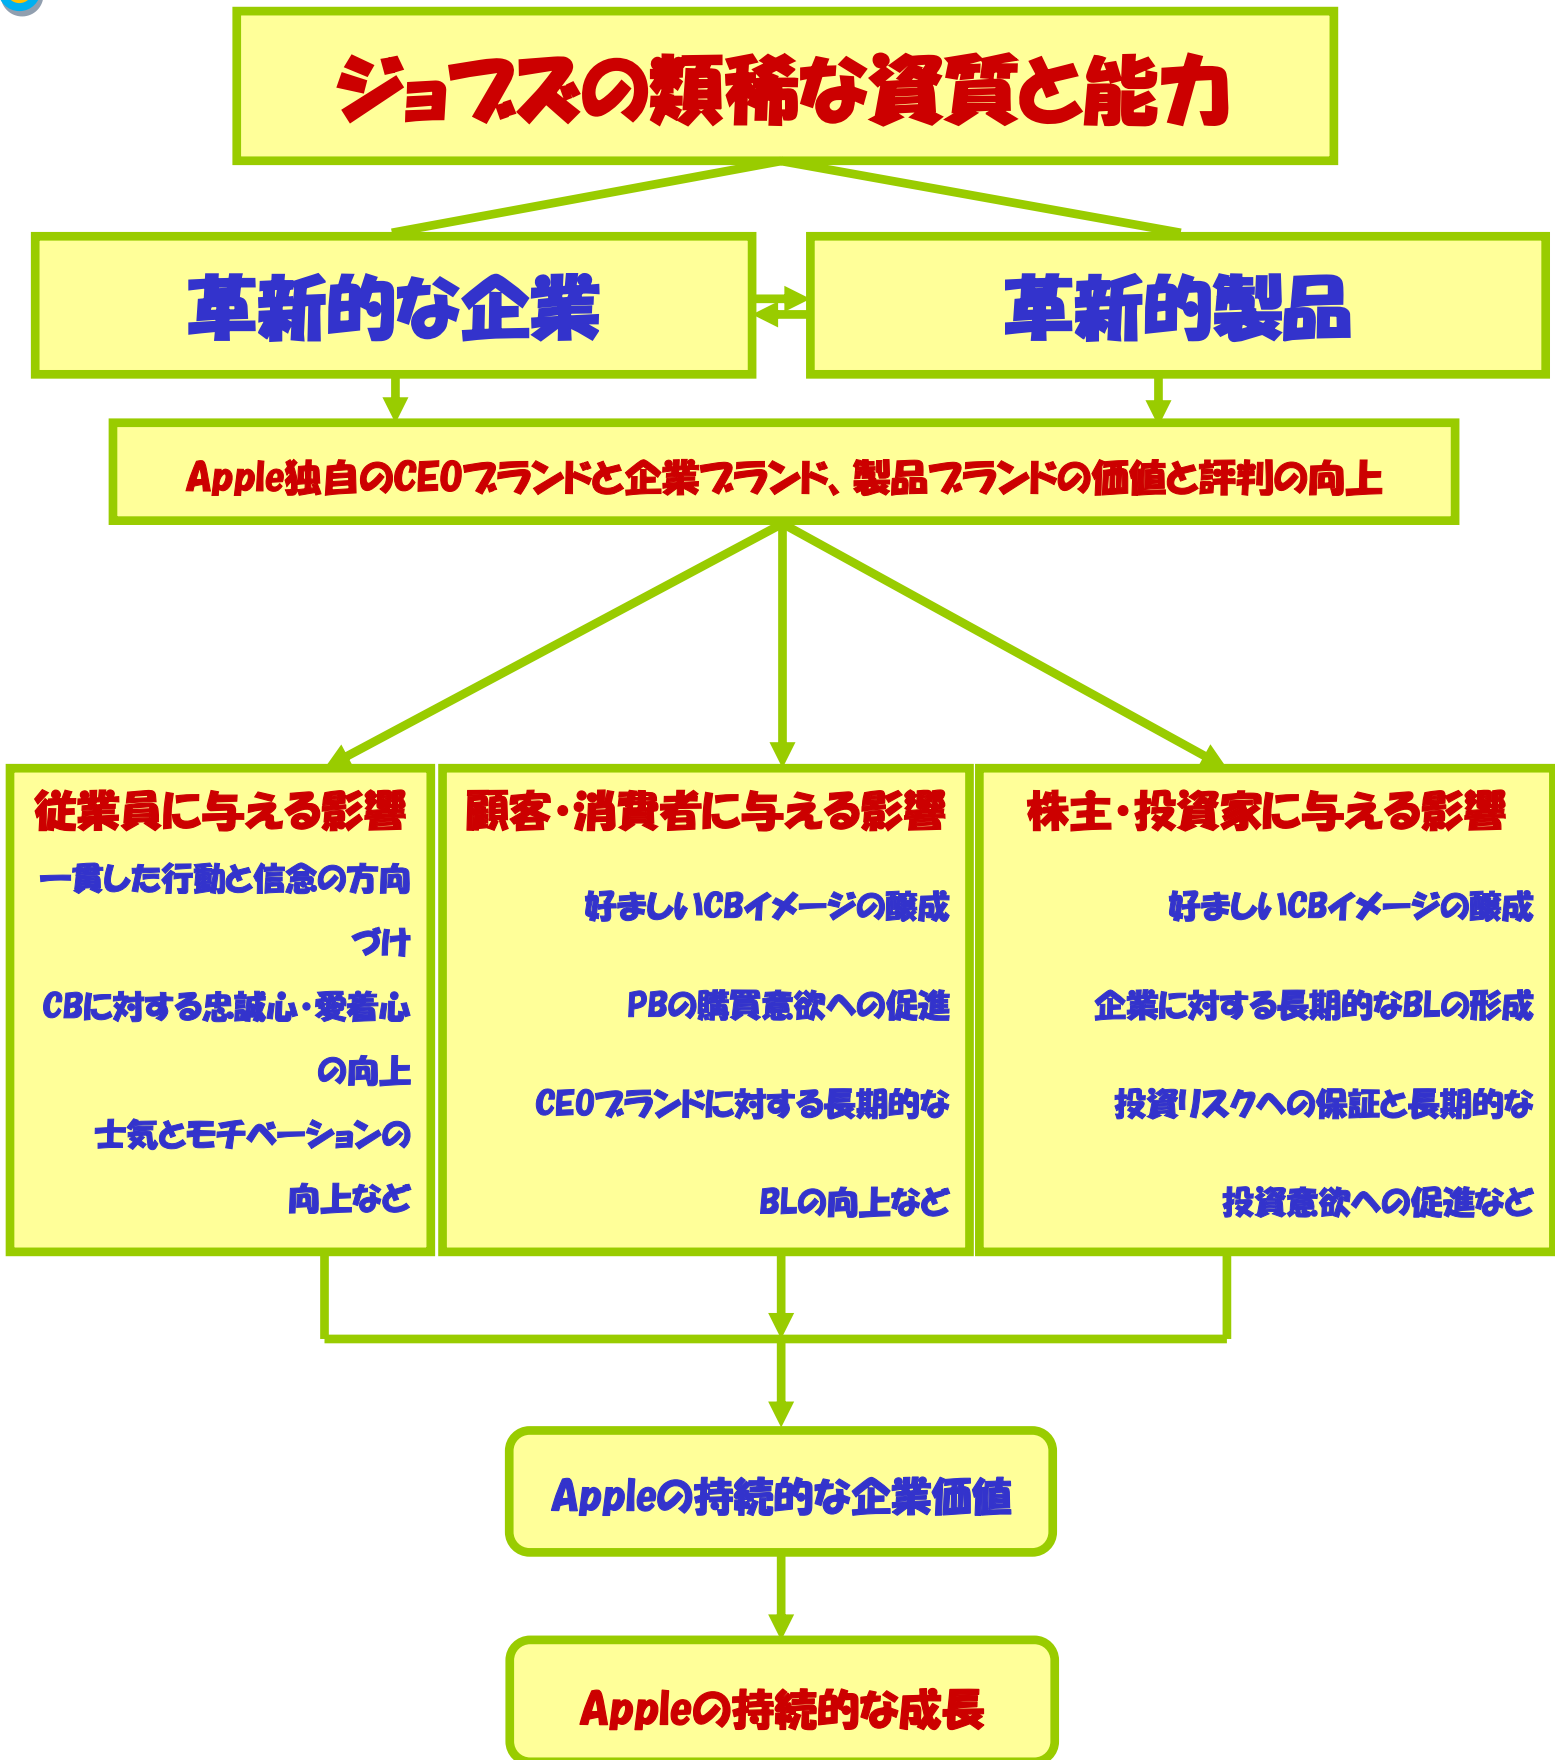 ジョブズの類稀な資質と能力
革新的な企業
革新的製品
Apple独自のCEOブランドと企業ブランド、製品ブランドの価値と評判の向上
従業員に与える影響
一貫した行動と信念の方向
づけ
CBに対する忠誠心・愛着心
の向上
士気とモチベーションの
向上など
顧客・消費者に与える影響
好ましいCBイメージの醸成
PBの購買意欲への促進
CEOブランドに対する長期的な
BLの向上など
株主・投資家に与える影響
好ましいCBイメージの醸成
企業に対する長期的なBLの形成
投資リスクへの保証と長期的な
投資意欲への促進など
Appleの持続的な企業価値
Appleの持続的な成長